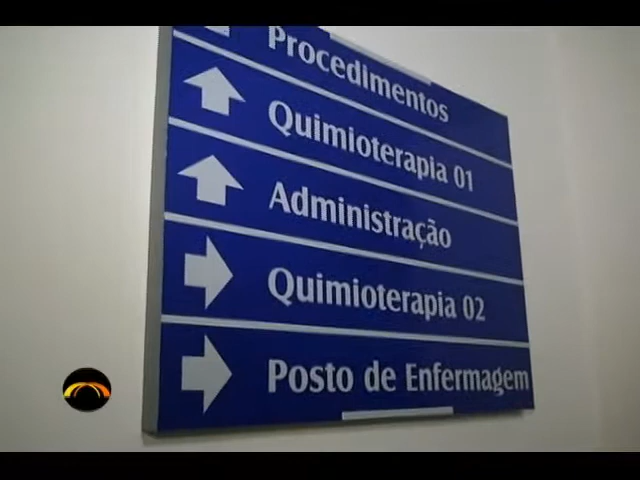 Procedimentos
Quimioterapia 01
Administração
Quimioterapia 02
Posto de Enfermagem